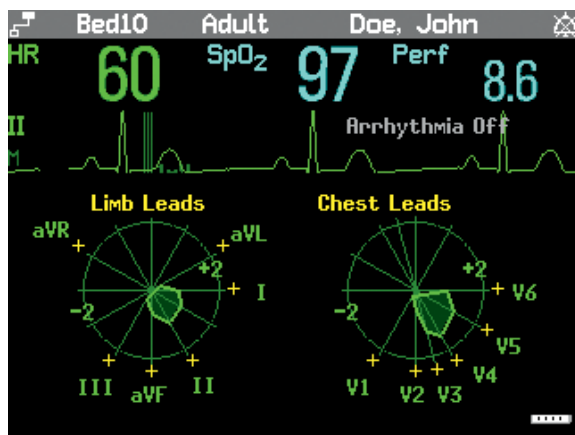 Bed10 Adult Doe, John
HR 60 SpO₂ 97 Perf 8.6
II
Arrhythmia Off
M
1mV
Limb Leads Chest Leads
aVR aVL
+2 +2
I V6
-2 -2
V5
V4
III aVF II V1 V2 V3